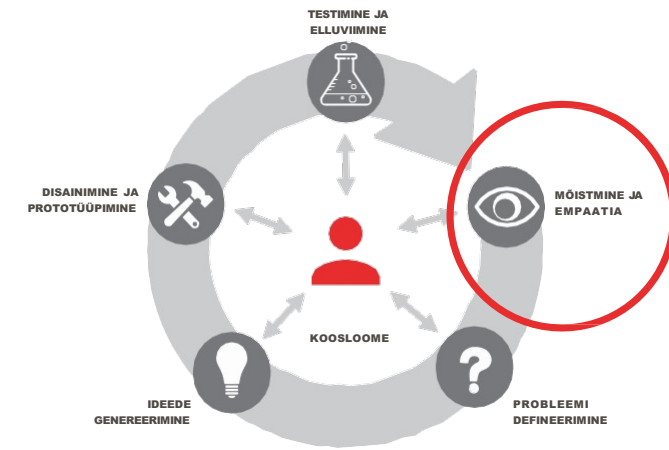 TESTIMINE JA
ELLUVIIMINE
MÕISTMINE JA
EMPAATIA
DISAINIMINE JA
PROTOTÜÜPIMINE
KOOSLOOME
IDEEDE
GENEREERIMINE
PROBLEEMI
DEFINEERIMINE